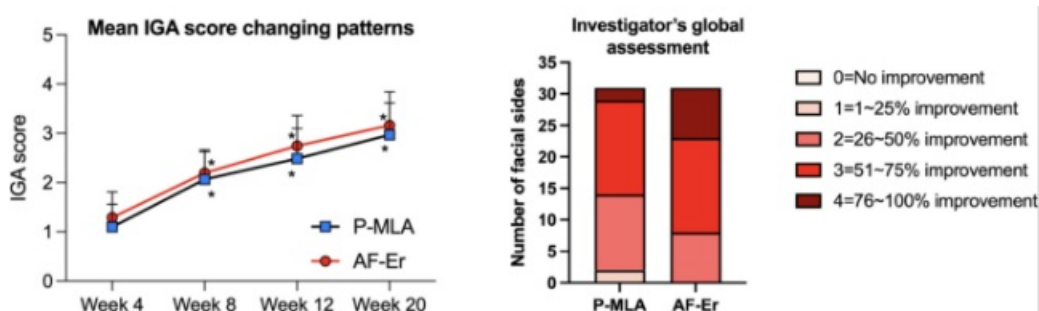 Mean IGA score changing patterns
IGA score
5
4
3
2
1
0
* * * * * *
P-MLA
AF-Er
Week 4 Week 8 Week 12 Week 20
Investigator's global
assessment
Number of facial sides
35
30
25
20
15
10
5
0
P-MLA AF-Er
0=No improvement
1=1~25% improvement
2=26~50% improvement
3=51~75% improvement
4=76~100% improvement